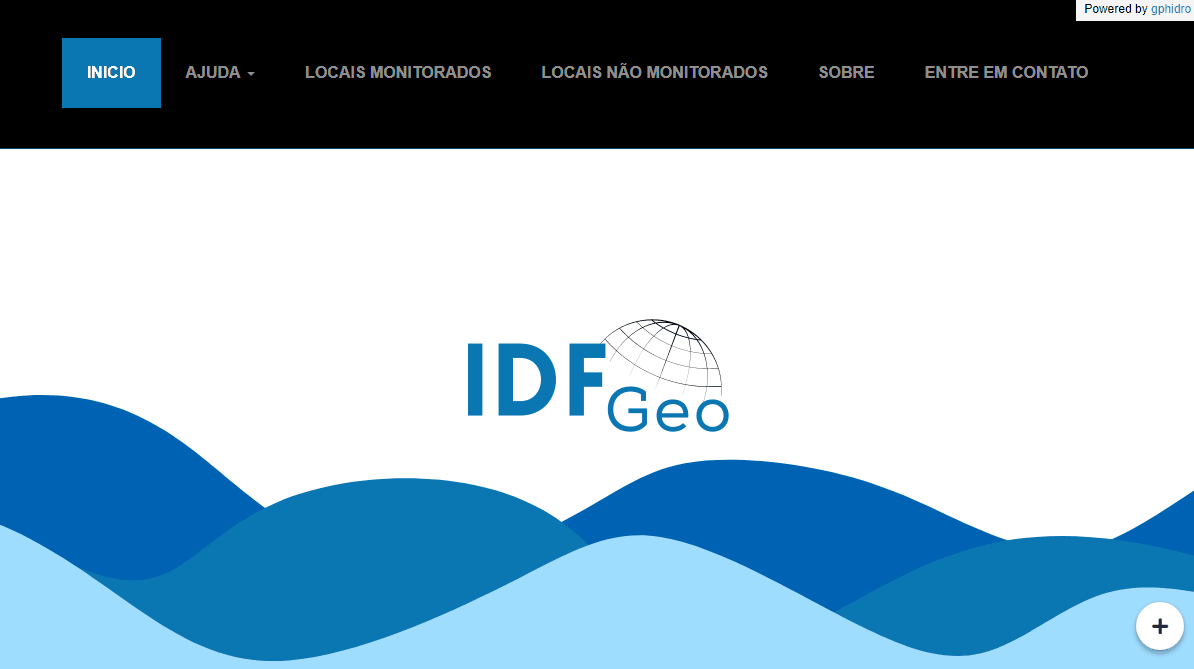 Powered by gphidro
INICIO AJUDA LOCAIS MONITORADOS LOCAIS NÃO MONITORADOS SOBRE ENTRE EM CONTATO
IDF
Geo
+